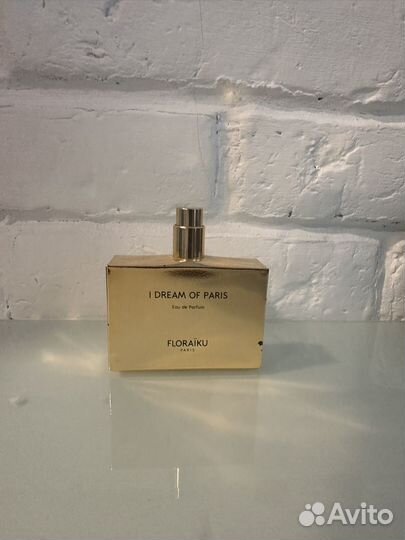 I DREAM OF PARIS
Eau de Parfum
FLORAÏKU
PARIS
Avito